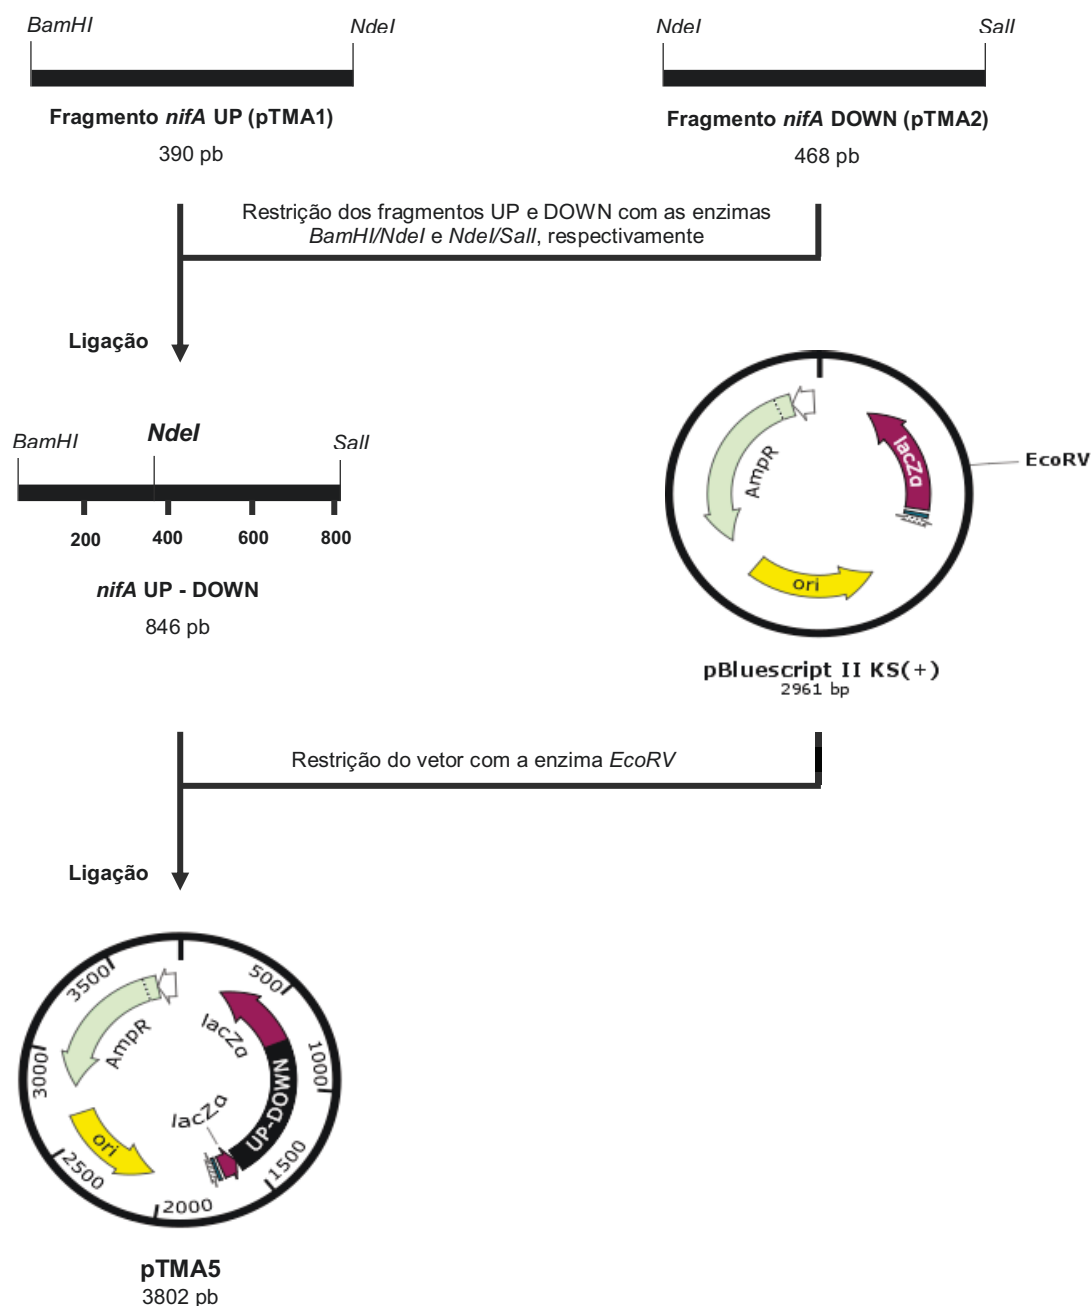 BamHI NdeI NdeI SalI
Fragmento nifA UP (pTMA1)
390 pb
Fragmento nifA DOWN (pTMA2)
468 pb
Restrição dos fragmentos UP e DOWN com as enzimas
BamHI/NdeI e NdeI/SalI, respectivamente
Ligação
BamHI NdeI SalI
200 400 600 800
nifA UP - DOWN
846 pb
AmpR
lacZα
ori
EcoRV
pBluescript II KS(+)
2961 bp
Restrição do vetor com a enzima EcoRV
Ligação
500
1000
1500
2000
2500
3000
3500
AmpR
lacZα
UP-DOWN
lacZα
ori
pTMA5
3802 pb